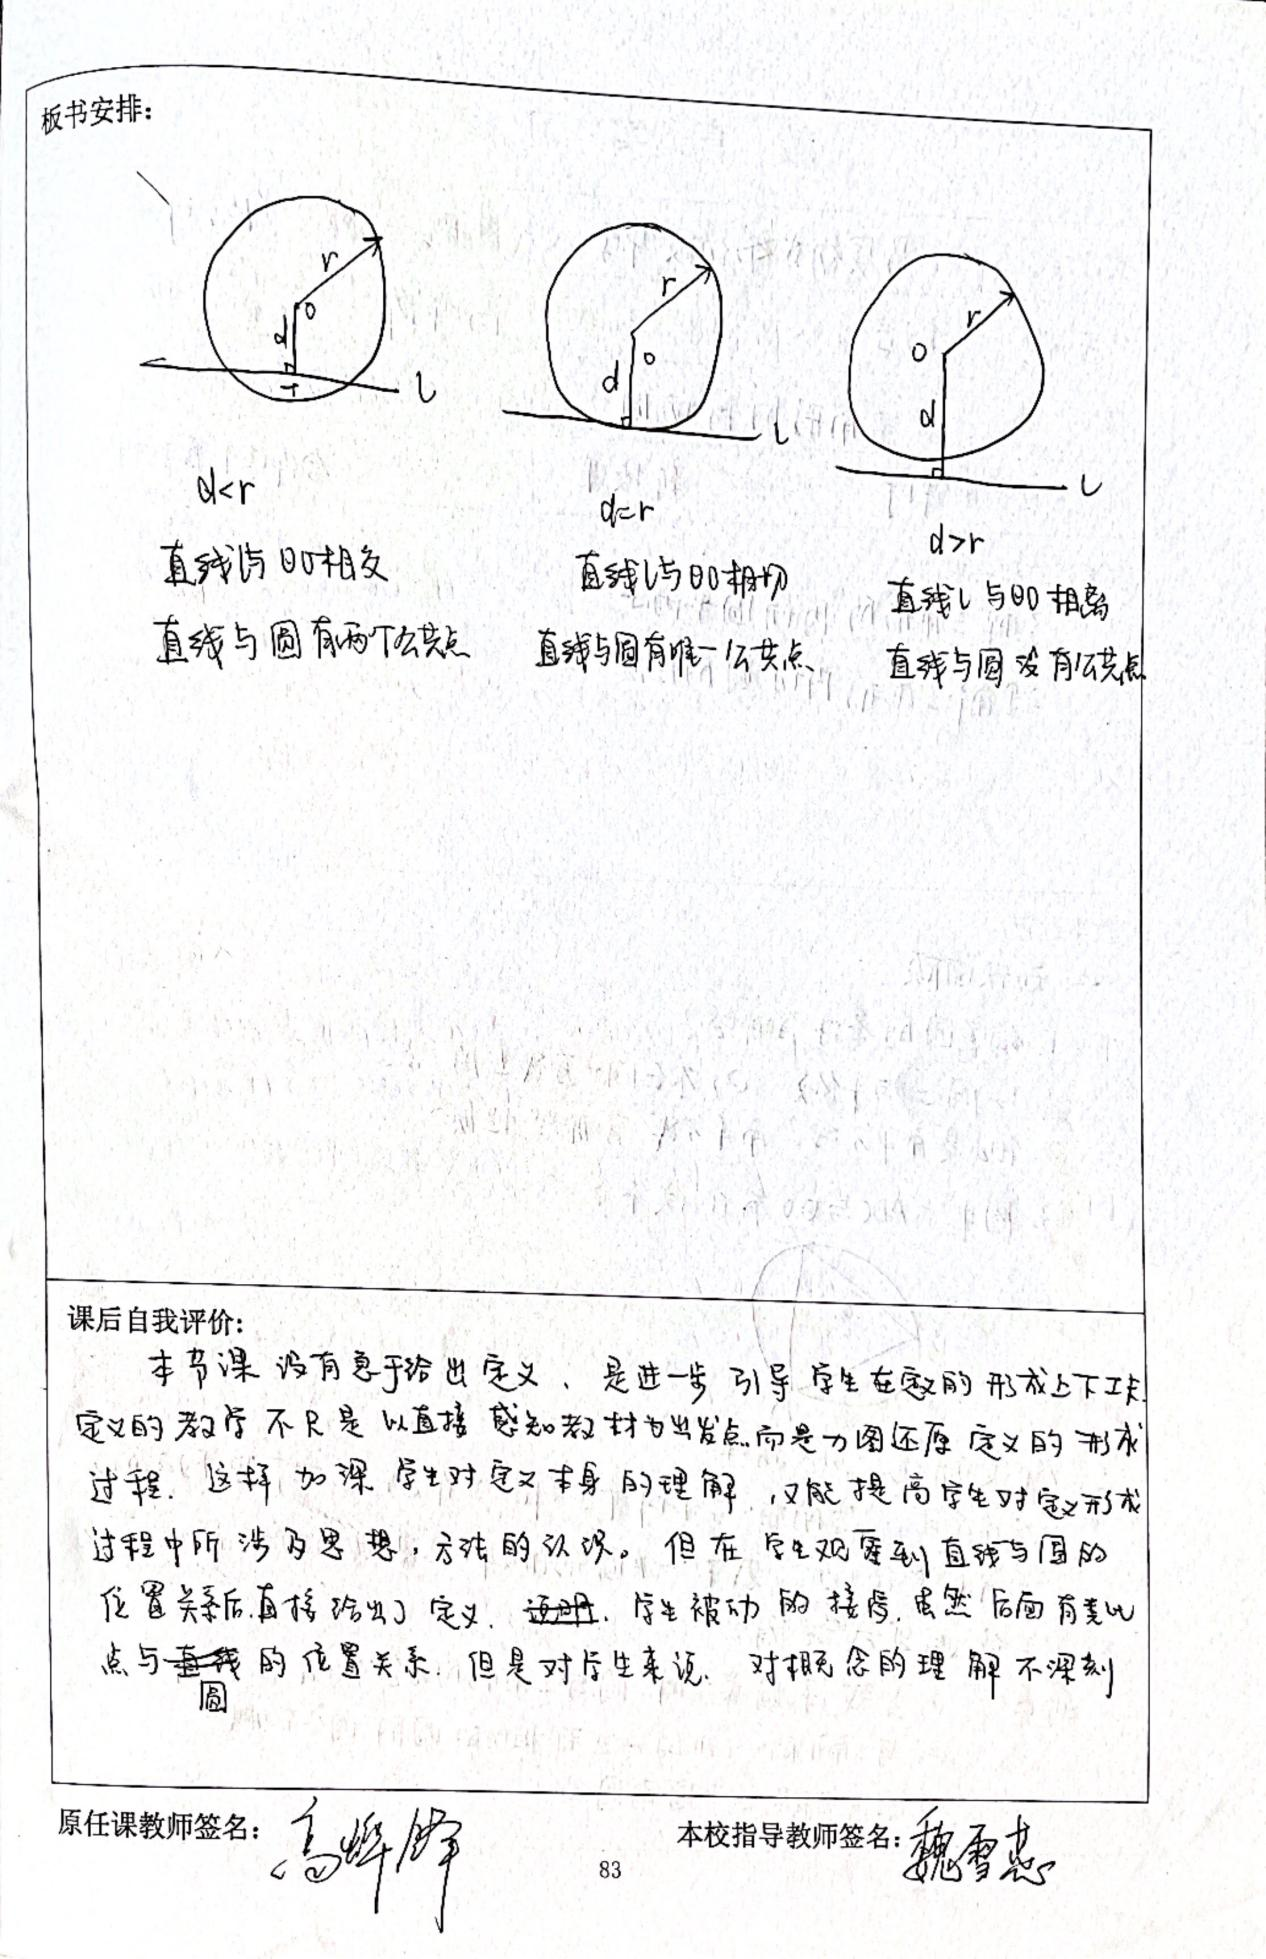 板书安排:
r
O
d
l
r
O
d
l
r
O
d
l
d<r
d=r
d>r
直线l与⊙O相交
直线l与⊙O相切
直线l与⊙O相离
直线与圆有两个公共点
直线与圆有唯一公共点
直线与圆没有公共点
课后自我评价:
本节课没有急于给出定义、是进一步引导学生在定义的形成上下工夫
定义的教学不只是以直接感知教材为出发点而是力图还原定义的形成
过程.这样加深学生对定义本身的理解,又能提高学生对定义形成
过程中所涉及思想,方法的认识。但在学生观察到直线与圆的
位置关系后,直接给出了定义.学生被动的接受.虽然后面有类比
点与圆的位置关系.但是对学生来说.对概念的理解不深刻
原任课教师签名:高烨峰
本校指导教师签名:魏雪
83